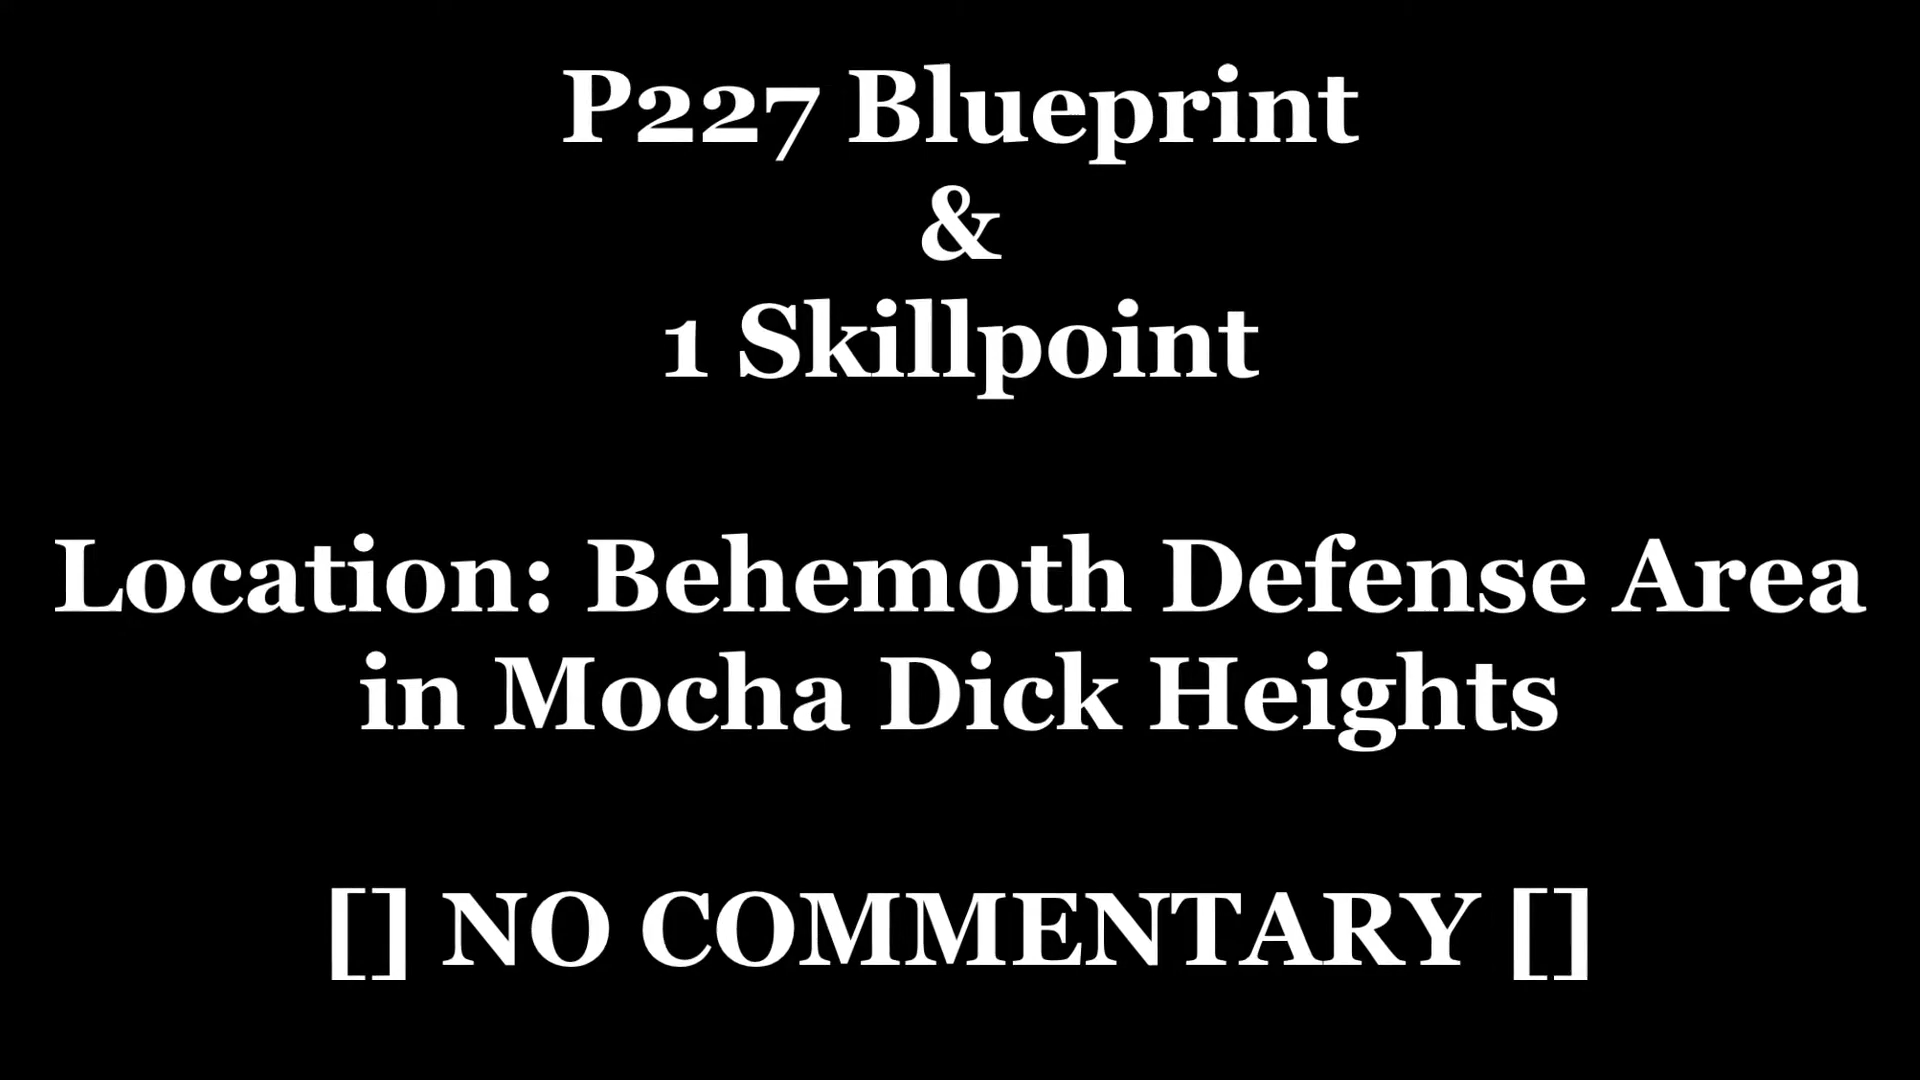 P227 Blueprint
&
1 Skillpoint
Location: Behemoth Defense Area
in Mocha Dick Heights
[] NO COMMENTARY []